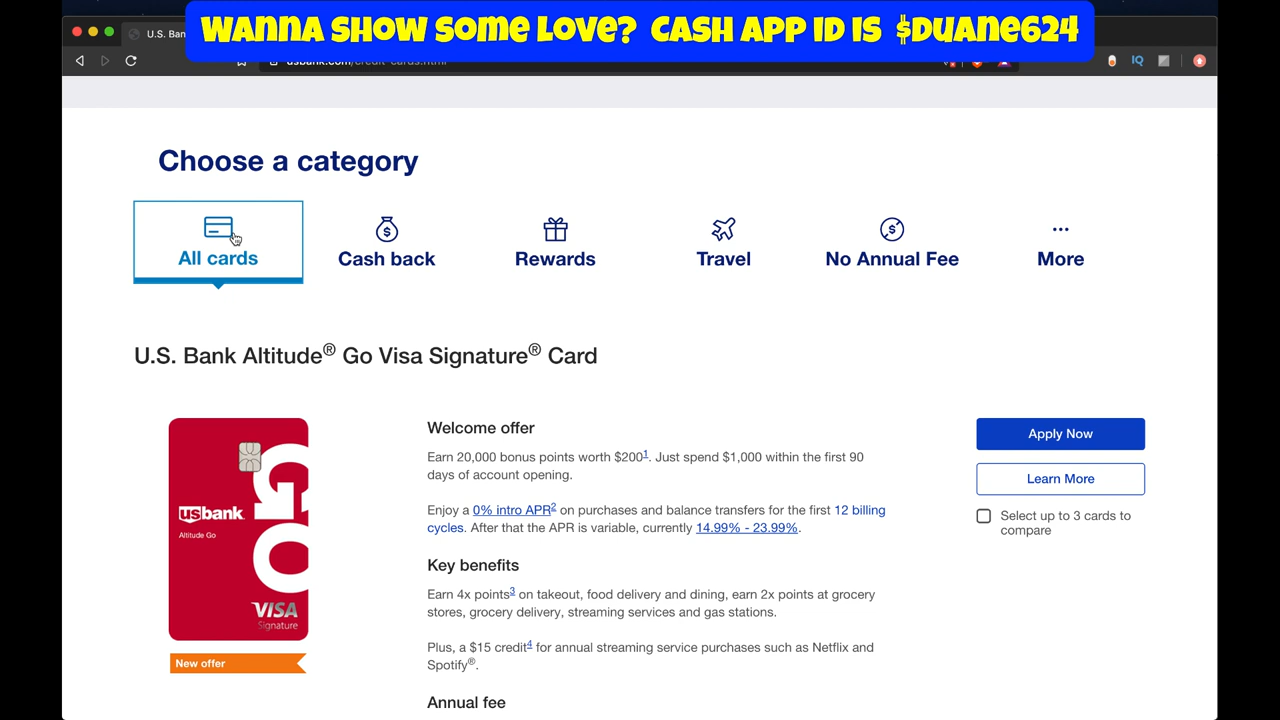 WANNA SHOW SOME LOVE? CASH APP ID IS $DUANE624
U.S. Ban
usbank.com/credit-cards.html
IQ
Choose a category
All cards
Cash back
Rewards
Travel
No Annual Fee
More
U.S. Bank Altitude® Go Visa Signature® Card
GO
usbank
Altitude Go
VISA
Signature
New offer
Welcome offer
Earn 20,000 bonus points worth $200¹. Just spend $1,000 within the first 90
days of account opening.
Enjoy a 0% intro APR² on purchases and balance transfers for the first 12 billing
cycles. After that the APR is variable, currently 14.99% - 23.99%.
Key benefits
Earn 4x points³ on takeout, food delivery and dining, earn 2x points at grocery
stores, grocery delivery, streaming services and gas stations.
Plus, a $15 credit⁴ for annual streaming service purchases such as Netflix and
Spotify®.
Annual fee
Apply Now
Learn More
Select up to 3 cards to
compare